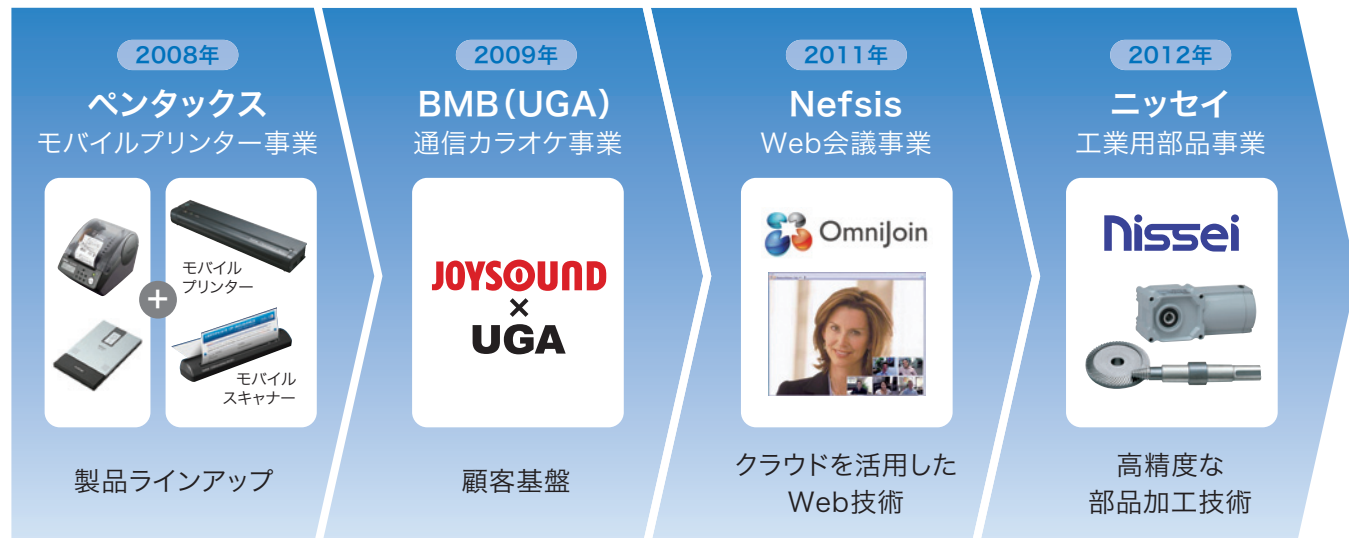 2008年
ペンタックス
モバイルプリンター事業
+
モバイル
プリンター
モバイル
スキャナー
製品ラインアップ
2009年
BMB(UGA)
通信カラオケ事業
JOYSOUND
×
UGA
顧客基盤
2011年
Nefsis
Web会議事業
OmniJoin
クラウドを活用した
Web技術
2012年
ニッセイ
工業用部品事業
Nissei
高精度な
部品加工技術